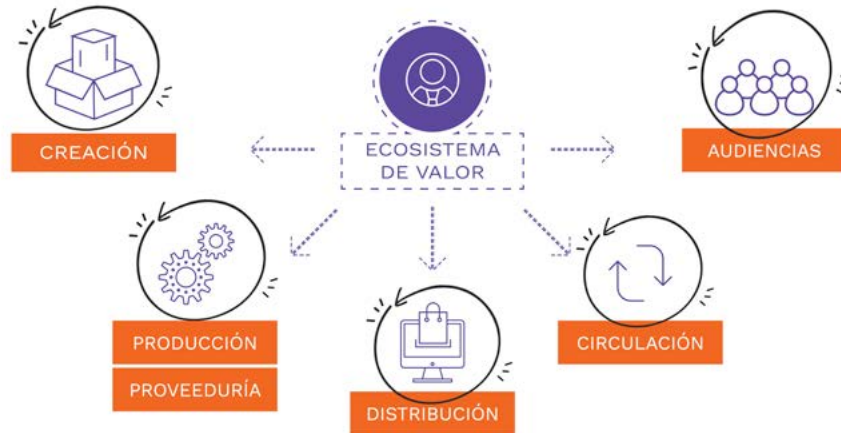 CREACIÓN
ECOSISTEMA
DE VALOR
AUDIENCIAS
PRODUCCIÓN
PROVEEDURÍA
DISTRIBUCIÓN
CIRCULACIÓN